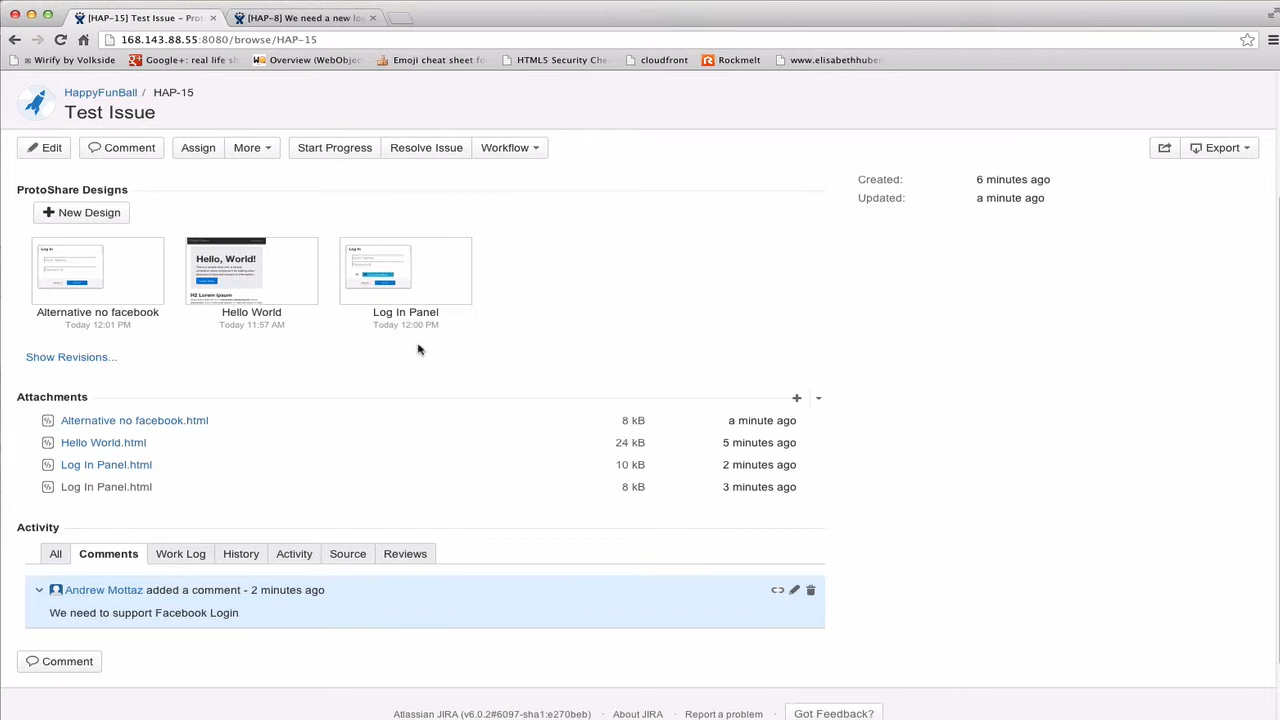 [HAP-15] Test Issue – Prot
[HAP-8] We need a new lo
168.143.88.55:8080/browse/HAP-15
Wirify by Volkside
Google+: real life sh
Overview (WebObjec
Emoji cheat sheet fo
HTML5 Security Che
cloudfront
Rockmelt
www.elisabethhuber
HappyFunBall / HAP-15
Test Issue
Edit
Comment
Assign
More
Start Progress
Resolve Issue
Workflow
Export
ProtoShare Designs
Created: 6 minutes ago
Updated: a minute ago
New Design
Log In
Hello, World!
H2 Lorem Ipsum
Log In
Alternative no facebook
Today 12:01 PM
Hello World
Today 11:57 AM
Log In Panel
Today 12:00 PM
Show Revisions...
Attachments
Alternative no facebook.html 8 kB a minute ago
Hello World.html 24 kB 5 minutes ago
Log In Panel.html 10 kB 2 minutes ago
Log In Panel.html 8 kB 3 minutes ago
Activity
All
Comments
Work Log
History
Activity
Source
Reviews
Andrew Mottaz added a comment - 2 minutes ago
We need to support Facebook Login
Comment
Atlassian JIRA (v6.0.2#6097-sha1:e270beb) · About JIRA · Report a problem · Got Feedback?